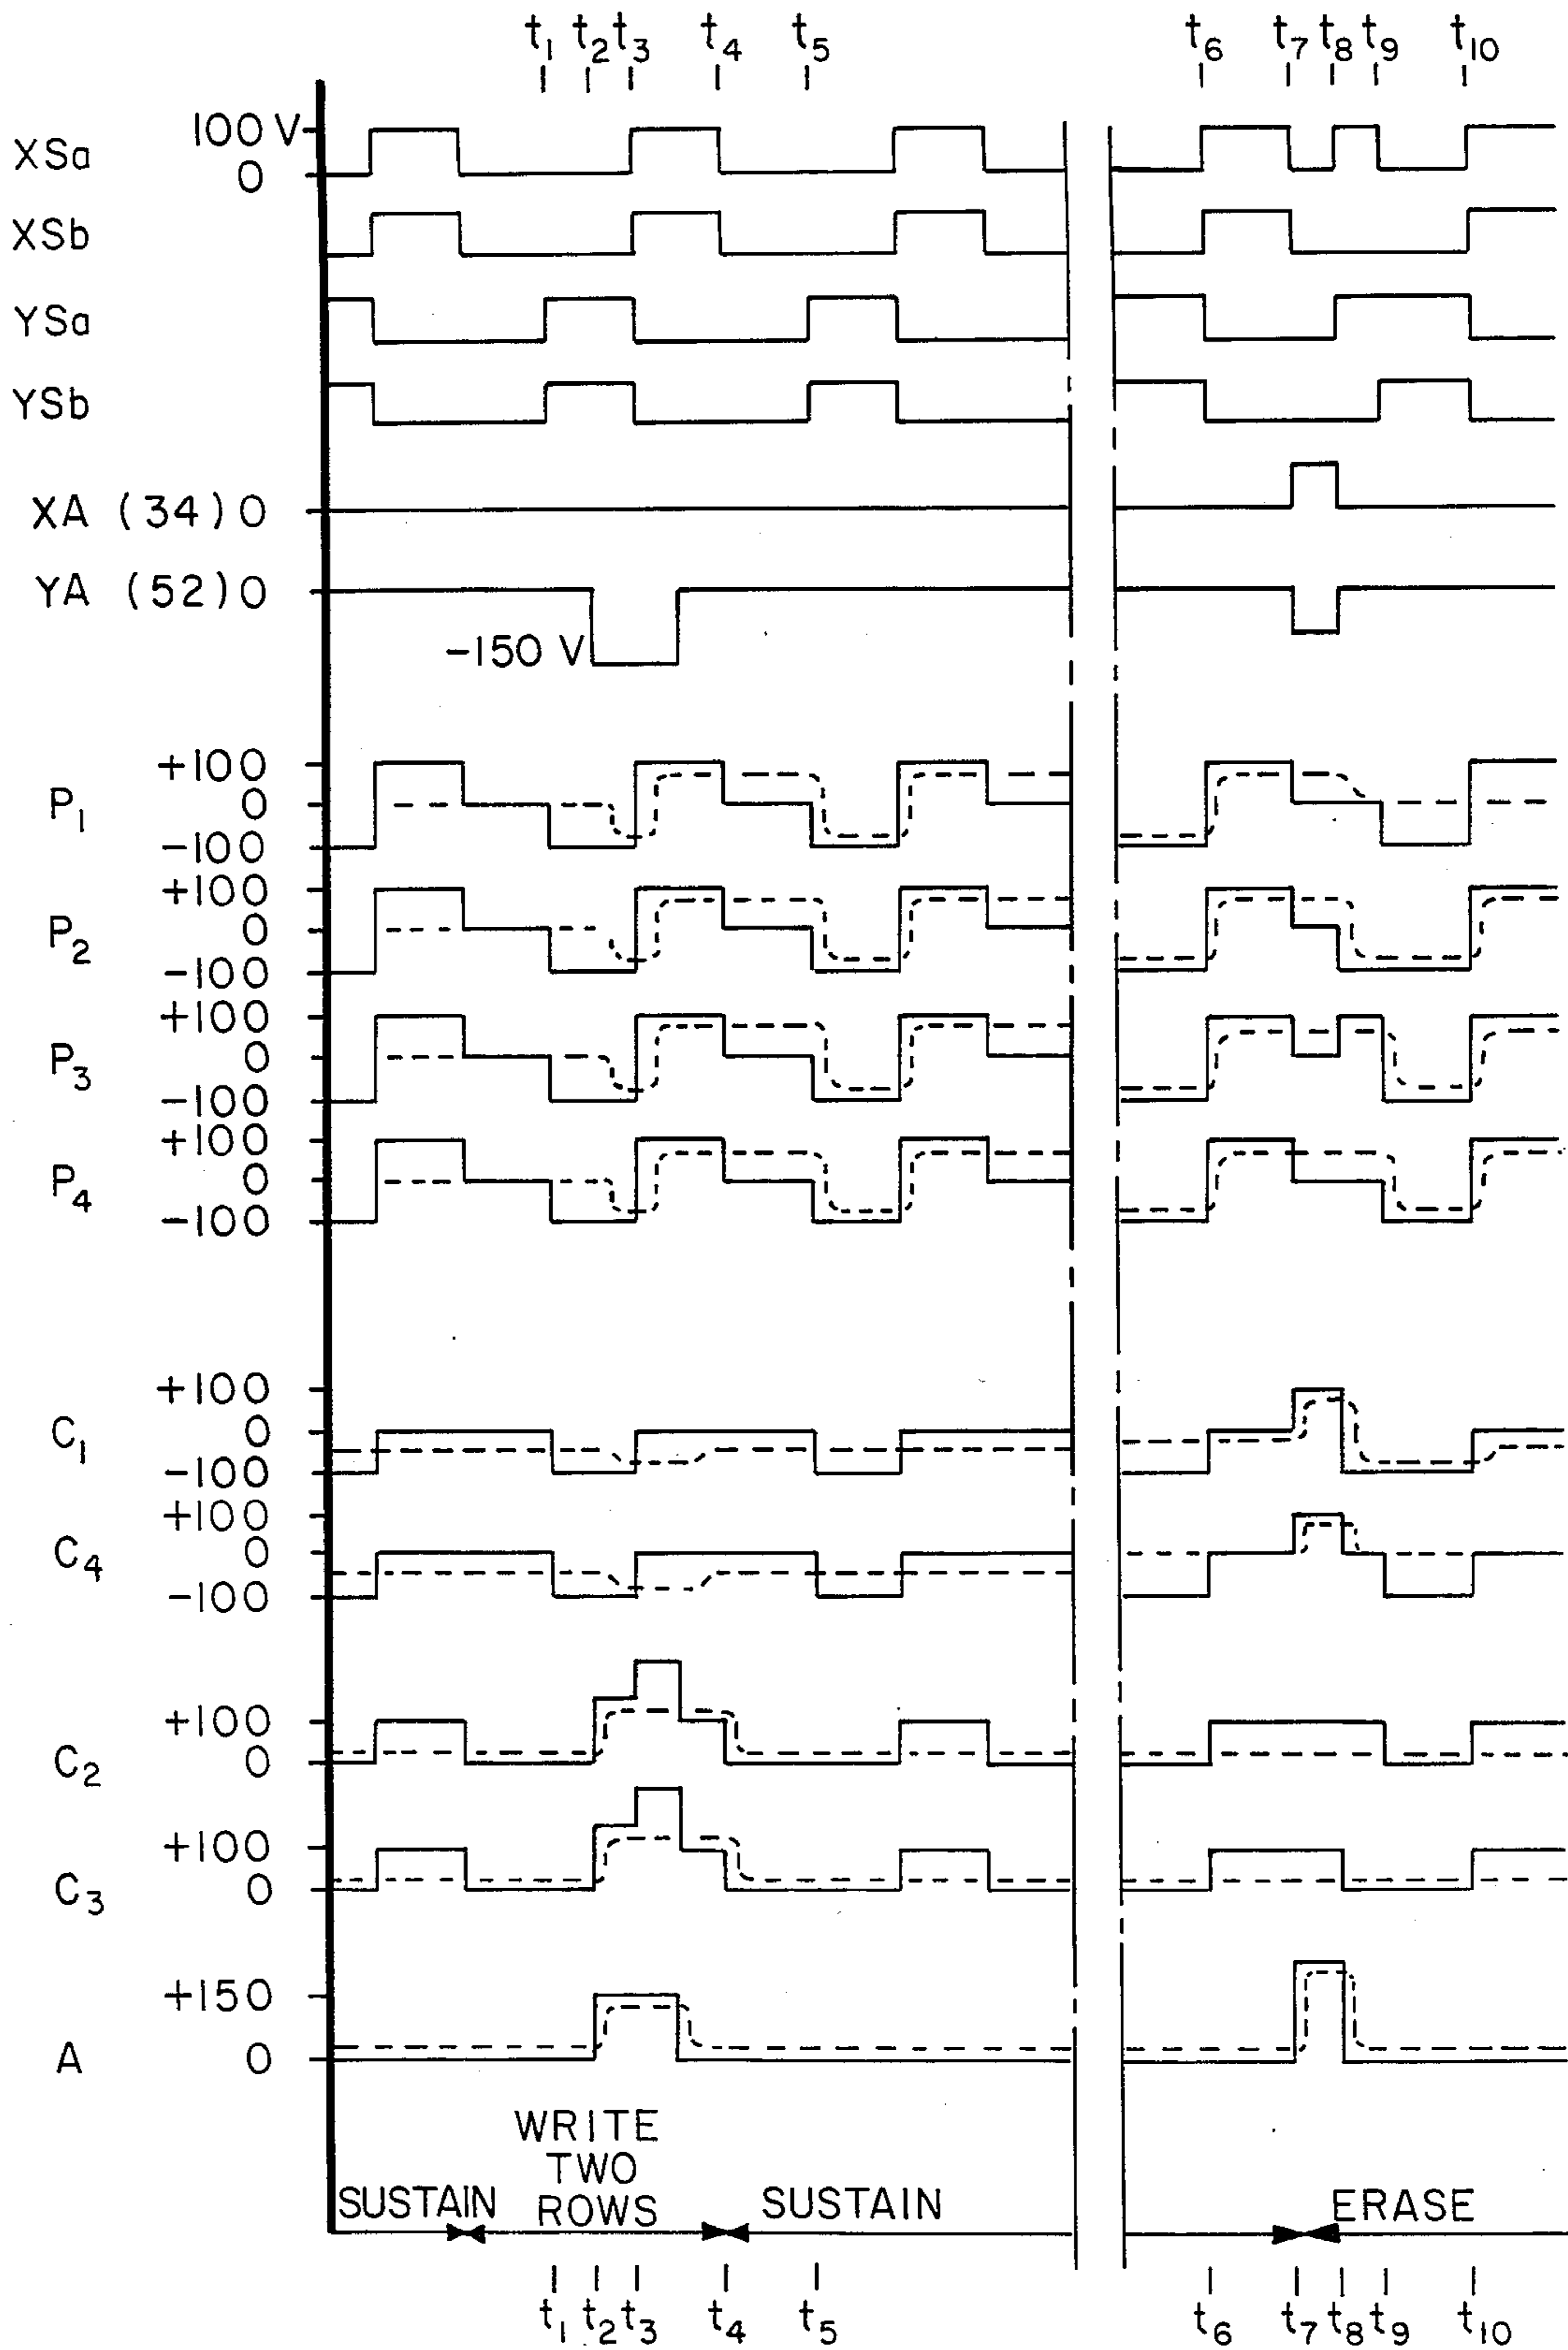 t1 t2 t3 t4 t5 t6 t7 t8 t9 t10
XSa 100 V
0
XSb
YSa
YSb
XA (34) 0
YA (52) 0
-150 V
+100
P1 0
-100
+100
P2 0
-100
+100
P3 0
-100
+100
P4 0
-100
+100
C1 0
-100
+100
C4 0
-100
+100
C2 0
+100
C3 0
+150
A 0
SUSTAIN
WRITE
TWO
ROWS
SUSTAIN
ERASE
t1 t2 t3 t4 t5 t6 t7 t8 t9 t10